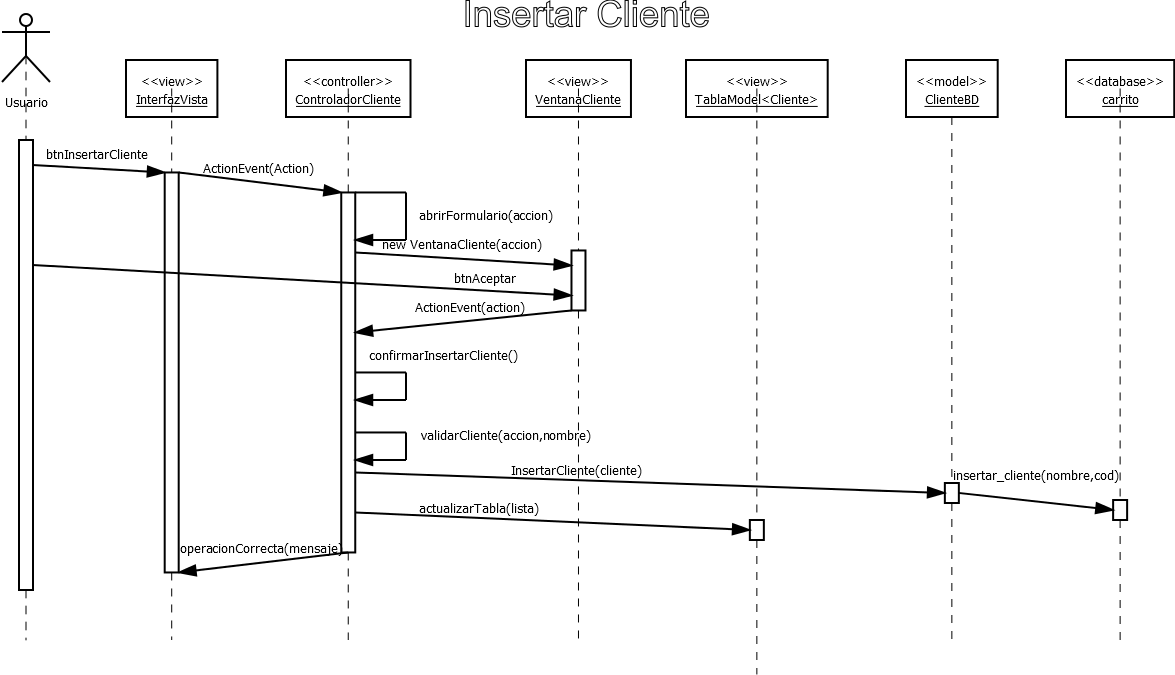 Insertar Cliente
Usuario
<<view>>
InterfazVista
<<controller>>
ControladorCliente
<<view>>
VentanaCliente
<<view>>
TablaModel<Cliente>
<<model>>
ClienteBD
<<database>>
carrito
btnInsertarCliente
ActionEvent(Action)
abrirFormulario(accion)
new VentanaCliente(accion)
btnAceptar
ActionEvent(action)
confirmarInsertarCliente()
validarCliente(accion,nombre)
InsertarCliente(cliente)
insertar_cliente(nombre,cod)
actualizarTabla(lista)
operacionCorrecta(mensaje)